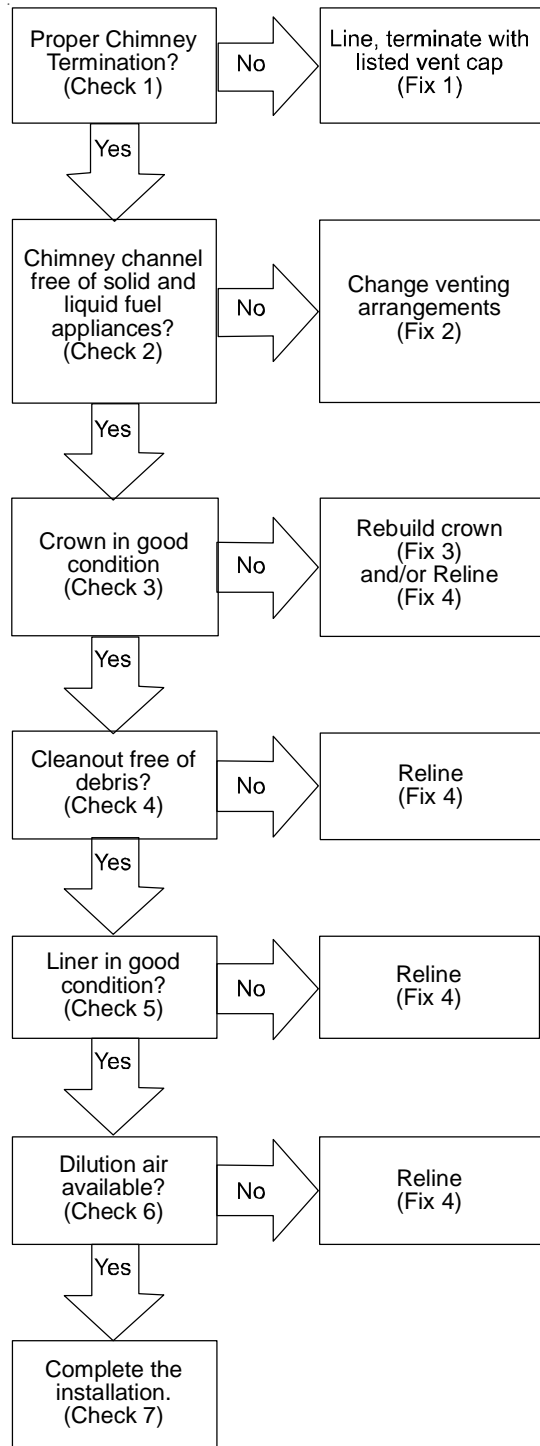 Proper Chimney
Termination?
(Check 1)
No
Line, terminate with
listed vent cap
(Fix 1)
Yes
Chimney channel
free of solid and
liquid fuel
appliances?
(Check 2)
No
Change venting
arrangements
(Fix 2)
Yes
Crown in good
condition
(Check 3)
No
Rebuild crown
(Fix 3)
and/or Reline
(Fix 4)
Yes
Cleanout free of
debris?
(Check 4)
No
Reline
(Fix 4)
Yes
Liner in good
condition?
(Check 5)
No
Reline
(Fix 4)
Yes
Dilution air
available?
(Check 6)
No
Reline
(Fix 4)
Yes
Complete the
installation.
(Check 7)